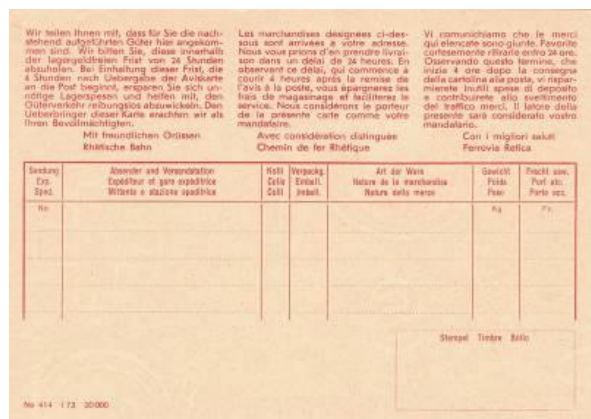 Wir teilen Ihnen mit, dass für Sie die nach-
stehend aufgeführten Güter hier angekom-
men sind. Wir bitten Sie, diese innerhalb
der lagergeldfreien Frist von 24 Stunden
abzuholen. Bei Einhaltung dieser Frist, die
4 Stunden nach Uebergabe der Aviskarte
an die Post beginnt, ersparen Sie sich un-
nötige Lagerspesen und helfen mit, den
Güterverkehr reibungslos abzuwickeln. Den
Ueberbringer dieser Karte erachten wir als
Ihren Bevollmächtigten.
Mit freundlichen Grüssen
Rhätische Bahn
Les marchandises désignées ci-des-
sous sont arrivées à votre adresse.
Nous vous prions d'en prendre livrai-
son dans un délai de 24 heures. En
observant ce délai, qui commence à
courir 4 heures après la remise de
l'avis à la poste, vous épargnerez les
frais de magasinage et faciliterez le
service. Nous considérons le porteur
de la présente carte comme votre
mandataire.
Avec considération distinguée
Chemin de fer Rhétique
Vi comunichiamo che le merci
qui elencate sono giunte. Favorite
cortesemente ritirarle entro 24 ore.
Osservando questo termine, che
inizia 4 ore dopo la consegna
della cartolina alla posta, vi rispar-
mierete inutili spese di deposito
e contribuirete allo sveltimento
del traffico merci. Il latore della
presente sarà considerato vostro
mandatario.
Con i migliori saluti
Ferrovia Retica
Sendung Absender und Versandstation Kolli Verpackg. Art der Ware Gewicht Fracht usw.
Exp. Expéditeur et gare expéditrice Colis Emball. Nature de la marchandise Poids Port etc.
Sped. Mittente e stazione speditrice Colli Imball. Natura della merce Peso Porto ecc.
No. Kg Fr.
Stempel Timbre Bollo
No 414 I 73 20000